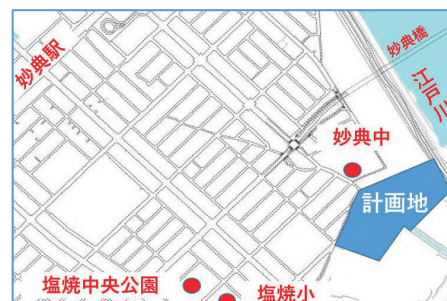 妙典駅
妙典橋
江戸川
妙典中
計画地
塩焼中央公園
塩焼小